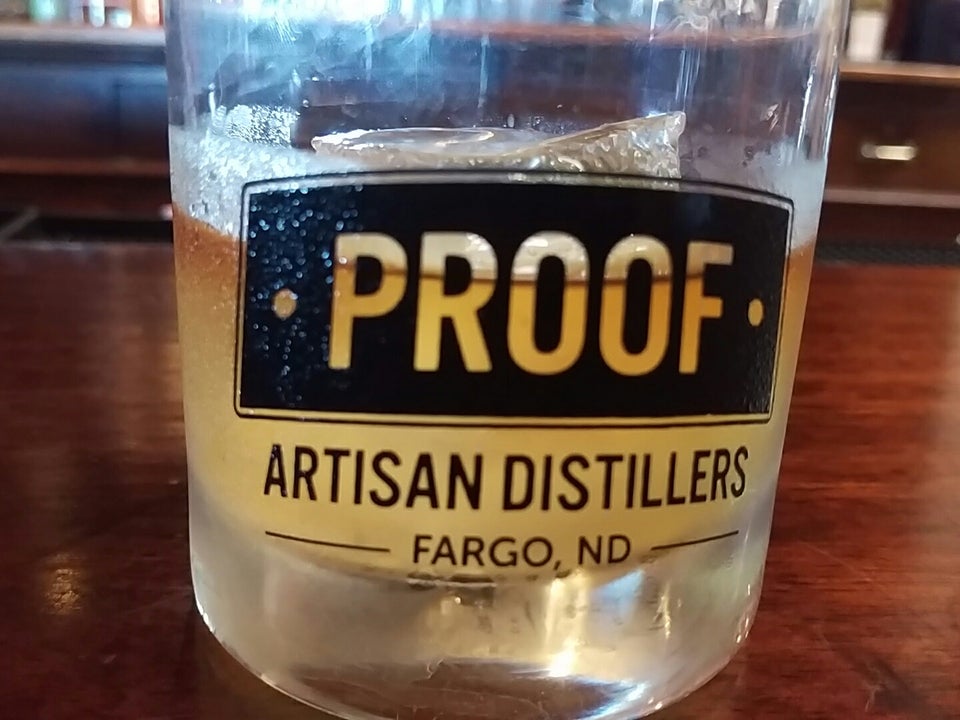 • PROOF •
ARTISAN DISTILLERS
FARGO, ND